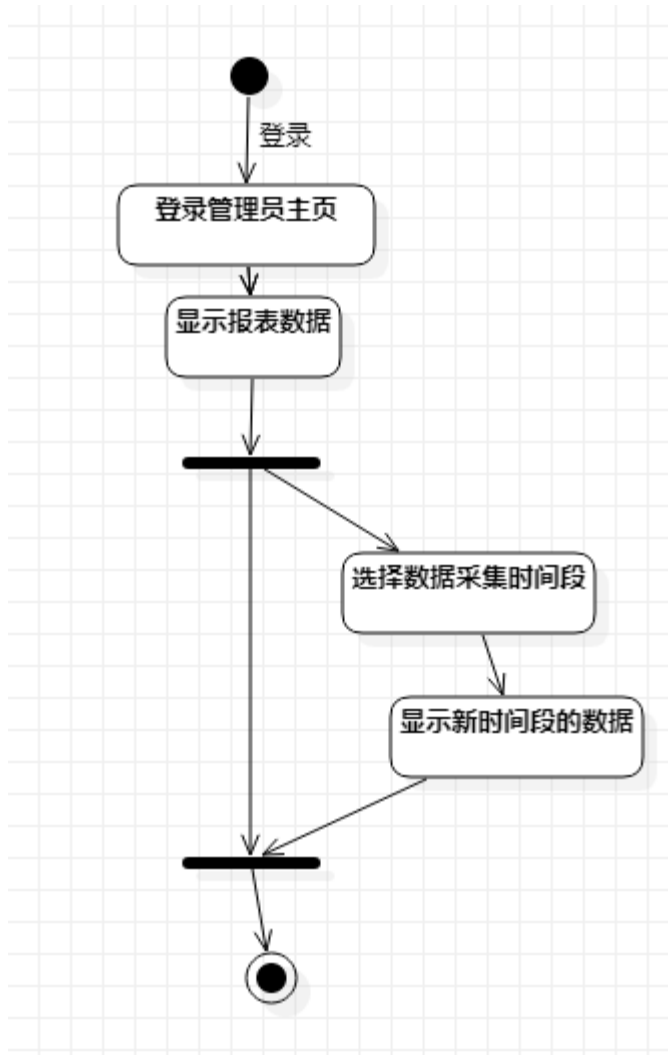 登录
登录管理员主页
显示报表数据
选择数据采集时间段
显示新时间段的数据